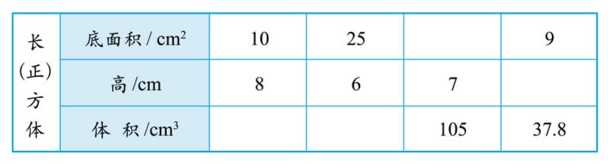 长(正)方体
底面积/cm² 10 25 9
高/cm 8 6 7
体 积/cm³ 105 37.8